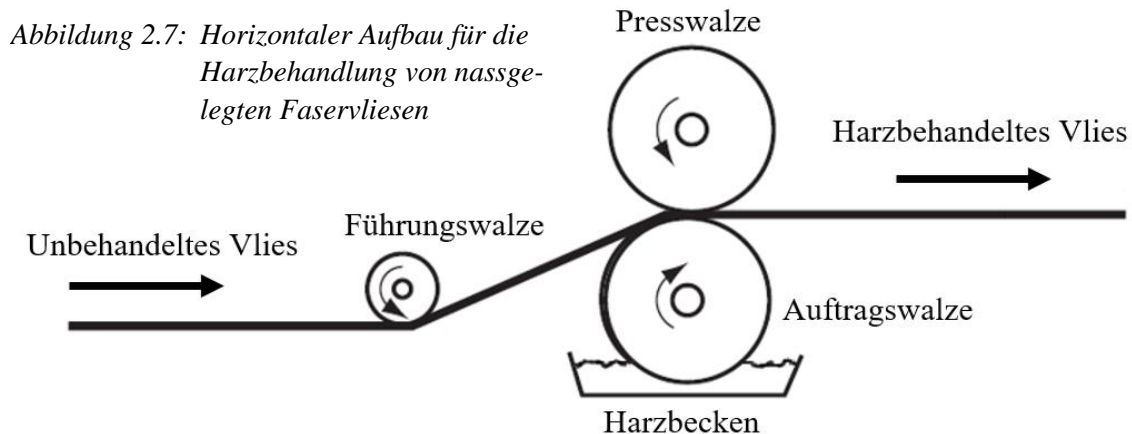 Abbildung 2.7: Horizontaler Aufbau für die
Harzbehandlung von nassge-
legten Faservliesen
Presswalze
Harzbehandeltes Vlies
Führungswalze
Unbehandeltes Vlies
Auftragswalze
Harzbecken